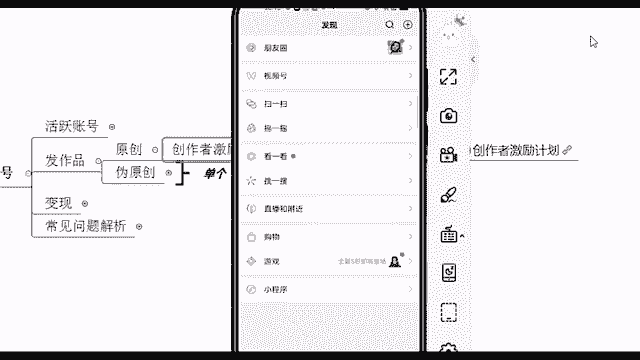 发现
朋友圈
视频号
扫一扫
摇一摇
看一看
搜一搜
直播和附近
购物
游戏
小程序
号
活跃账号
发作品
原创
创作者激励
伪原创
单个
创作者激励计划
变现
常见问题解析